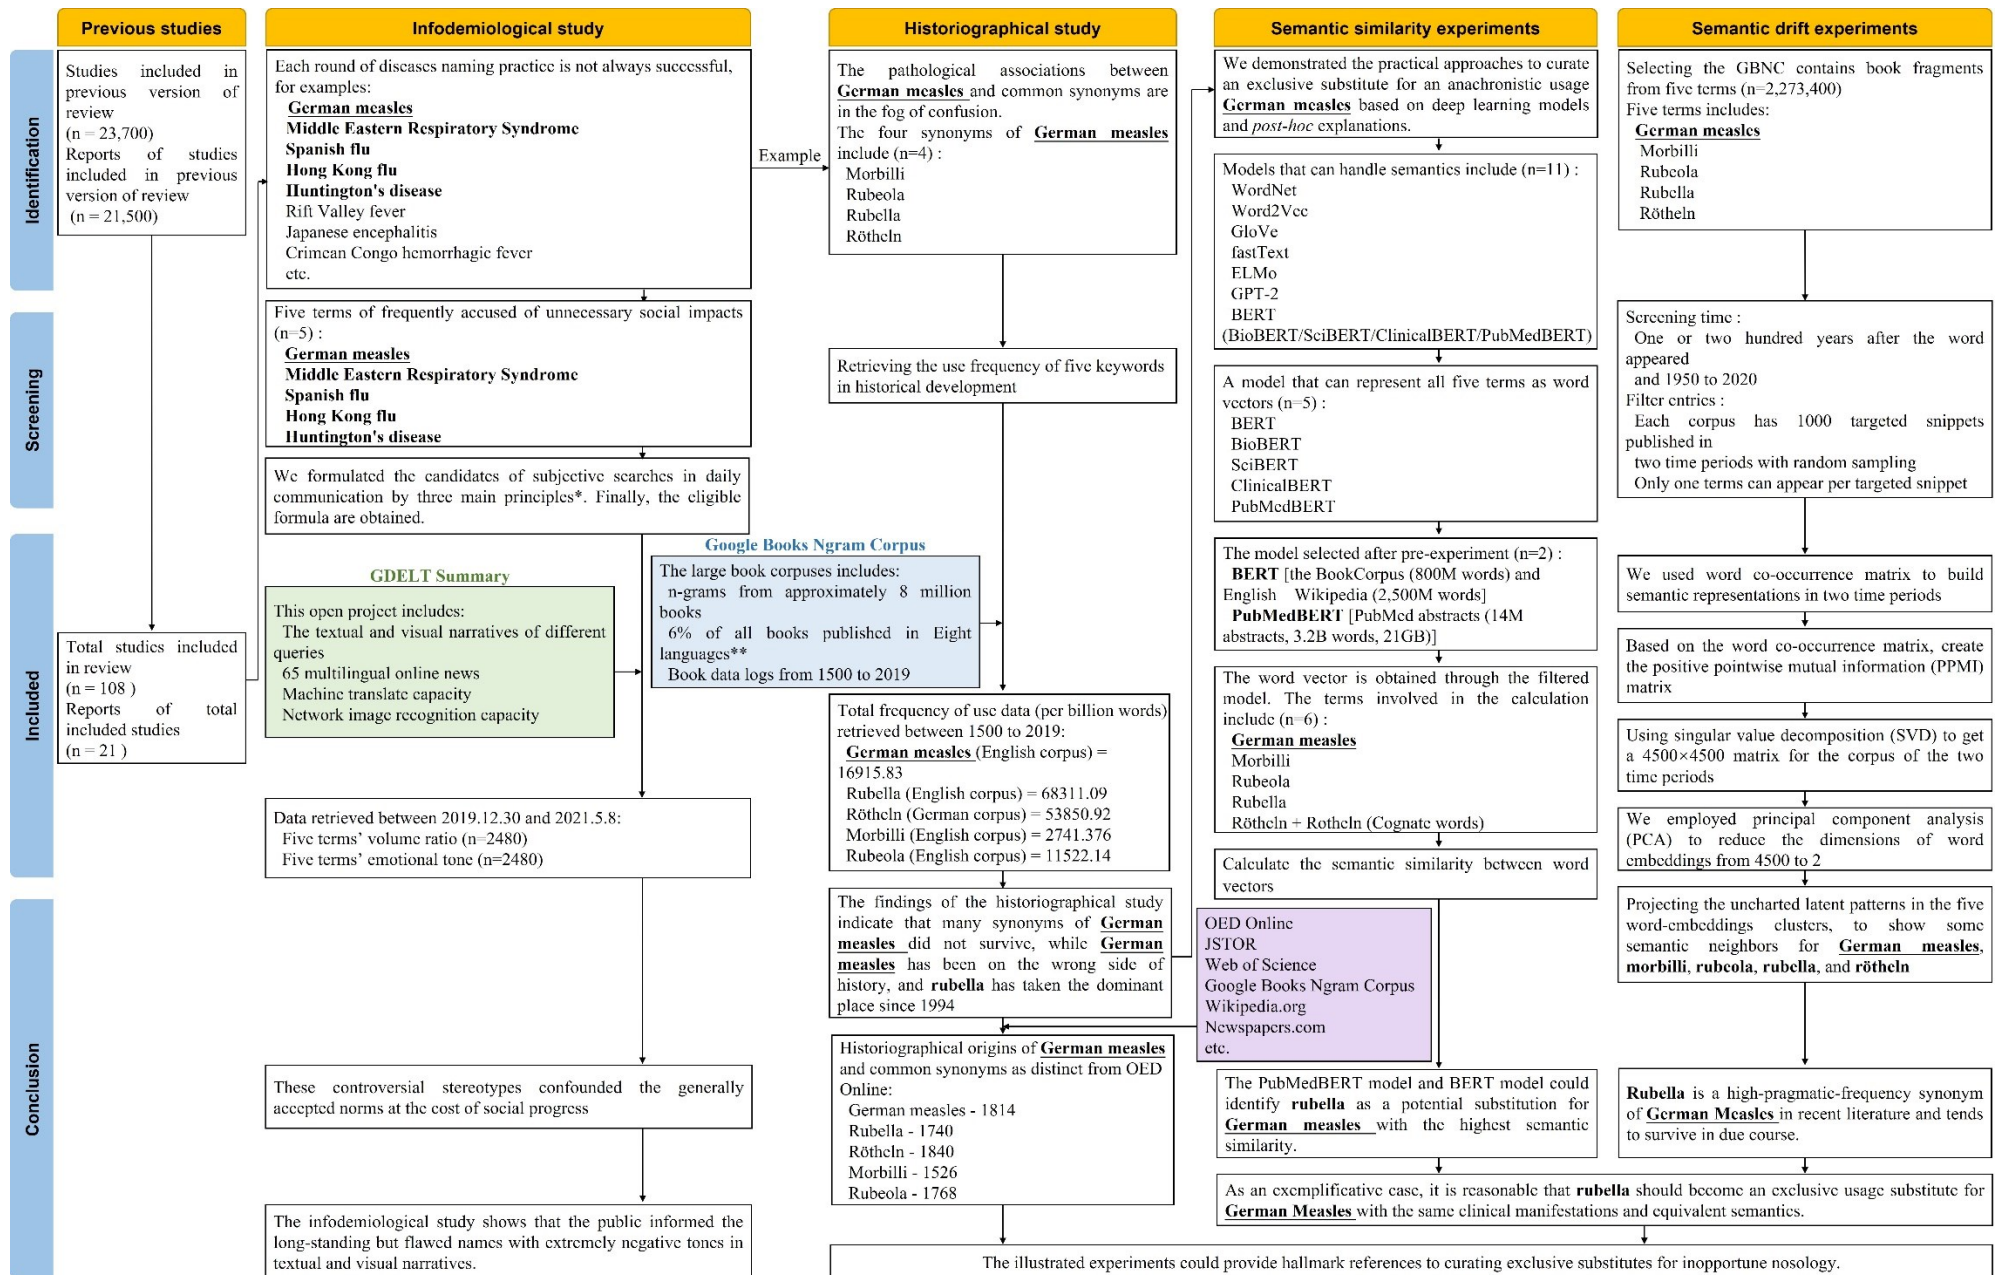 Previous studies
Infodemiological study
Historiographical study
Semantic similarity experiments
Semantic drift experiments
Identification
Screening
Included
Conclusion
Studies included in
previous version of
review
(n = 23,700)
Reports of studies
included in previous
version of review
(n = 21,500)
Total studies included
in review
(n = 108 )
Reports of total
included studies
(n = 21 )
Each round of diseases naming practice is not always successful,
for examples:
German measles
Middle Eastern Respiratory Syndrome
Spanish flu
Hong Kong flu
Huntington's disease
Rift Valley fever
Japanese encephalitis
Crimean Congo hemorrhagic fever
etc.
Five terms of frequently accused of unnecessary social impacts
(n=5) :
German measles
Middle Eastern Respiratory Syndrome
Spanish flu
Hong Kong flu
Huntington's disease
We formulated the candidates of subjective searches in daily
communication by three main principles*. Finally, the eligible
formula are obtained.
GDELT Summary
This open project includes:
The textual and visual narratives of different
queries
65 multilingual online news
Machine translate capacity
Network image recognition capacity
Data retrieved between 2019.12.30 and 2021.5.8:
Five terms' volume ratio (n=2480)
Five terms' emotional tone (n=2480)
These controversial stereotypes confounded the generally
accepted norms at the cost of social progress
The infodemiological study shows that the public informed the
long-standing but flawed names with extremely negative tones in
textual and visual narratives.
Example
The pathological associations between
German measles and common synonyms are
in the fog of confusion.
The four synonyms of German measles
include (n=4) :
Morbilli
Rubeola
Rubella
Rötheln
Retrieving the use frequency of five keywords
in historical development
Google Books Ngram Corpus
The large book corpuses includes:
n-grams from approximately 8 million
books
6% of all books published in Eight
languages**
Book data logs from 1500 to 2019
Total frequency of use data (per billion words)
retrieved between 1500 to 2019:
German measles (English corpus) =
16915.83
Rubella (English corpus) = 68311.09
Rötheln (German corpus) = 53850.92
Morbilli (English corpus) = 2741.376
Rubeola (English corpus) = 11522.14
The findings of the historiographical study
indicate that many synonyms of German
measles did not survive, while German
measles has been on the wrong side of
history, and rubella has taken the dominant
place since 1994
Historiographical origins of German measles
and common synonyms as distinct from OED
Online:
German measles - 1814
Rubella - 1740
Rötheln - 1840
Morbilli - 1526
Rubeola - 1768
We demonstrated the practical approaches to curate
an exclusive substitute for an anachronistic usage
German measles based on deep learning models
and post-hoc explanations.
Models that can handle semantics include (n=11) :
WordNet
Word2Vec
GloVe
fastText
ELMo
GPT-2
BERT
(BioBERT/SciBERT/ClinicalBERT/PubMedBERT)
A model that can represent all five terms as word
vectors (n=5) :
BERT
BioBERT
SciBERT
ClinicalBERT
PubMedBERT
The model selected after pre-experiment (n=2) :
BERT [the BookCorpus (800M words) and
English Wikipedia (2,500M words]
PubMedBERT [PubMed abstracts (14M
abstracts, 3.2B words, 21GB)]
The word vector is obtained through the filtered
model. The terms involved in the calculation
include (n=6) :
German measles
Morbilli
Rubeola
Rubella
Rötheln + Rotheln (Cognate words)
Calculate the semantic similarity between word
vectors
OED Online
JSTOR
Web of Science
Google Books Ngram Corpus
Wikipedia.org
Newspapers.com
etc.
The PubMedBERT model and BERT model could
identify rubella as a potential substitution for
German measles with the highest semantic
similarity.
Selecting the GBNC contains book fragments
from five terms (n=2,273,400)
Five terms includes:
German measles
Morbilli
Rubeola
Rubella
Rötheln
Screening time :
One or two hundred years after the word
appeared
and 1950 to 2020
Filter entries :
Each corpus has 1000 targeted snippets
published in
two time periods with random sampling
Only one terms can appear per targeted snippet
We used word co-occurrence matrix to build
semantic representations in two time periods
Based on the word co-occurrence matrix, create
the positive pointwise mutual information (PPMI)
matrix
Using singular value decomposition (SVD) to get
a 4500×4500 matrix for the corpus of the two
time periods
We employed principal component analysis
(PCA) to reduce the dimensions of word
embeddings from 4500 to 2
Projecting the uncharted latent patterns in the five
word-embeddings clusters, to show some
semantic neighbors for German measles,
morbilli, rubeola, rubella, and rötheln
Rubella is a high-pragmatic-frequency synonym
of German Measles in recent literature and tends
to survive in due course.
As an exemplificative case, it is reasonable that rubella should become an exclusive usage substitute for
German Measles with the same clinical manifestations and equivalent semantics.
The illustrated experiments could provide hallmark references to curating exclusive substitutes for inopportune nosology.